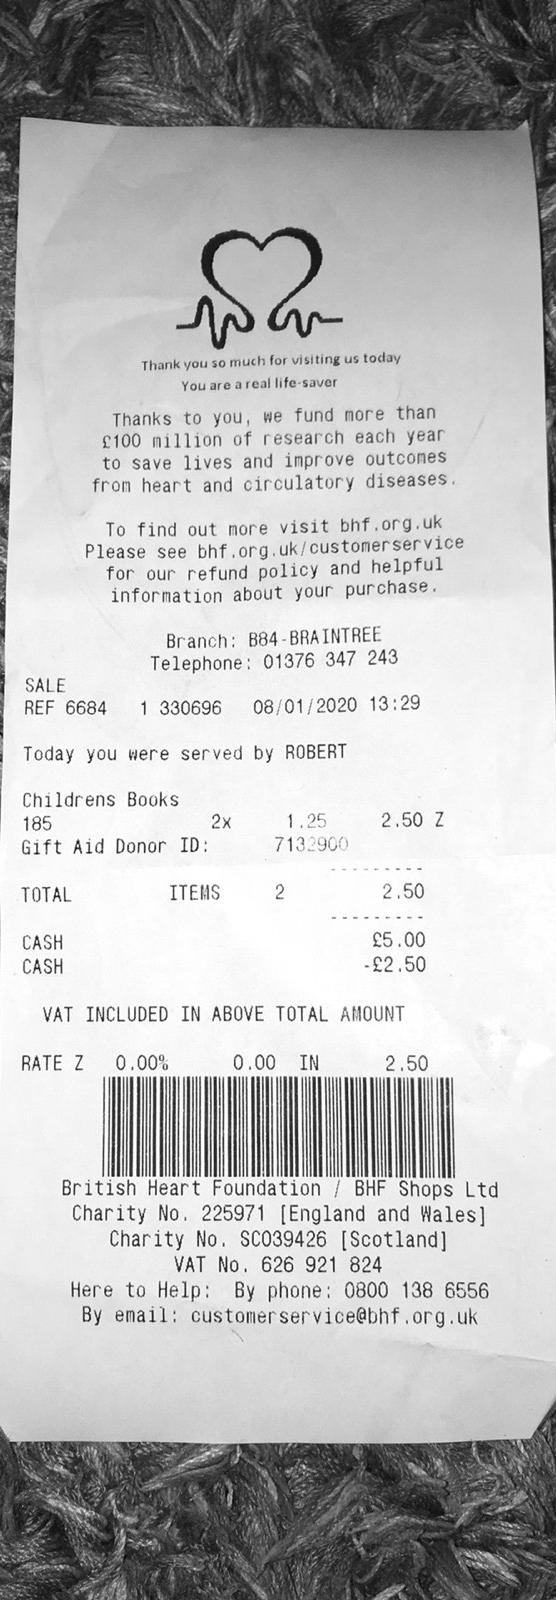 Thank you so much for visiting us today
You are a real life-saver
Thanks to you, we fund more than
£100 million of research each year
to save lives and improve outcomes
from heart and circulatory diseases.
To find out more visit bhf.org.uk
Please see bhf.org.uk/customerservice
for our refund policy and helpful
information about your purchase.
Branch: B84-BRAINTREE
Telephone: 01376 347 243
SALE
REF 6684 1 330696 08/01/2020 13:29
Today you were served by ROBERT
Childrens Books
185 2x 1.25 2.50 Z
Gift Aid Donor ID: 7132900
---------
TOTAL ITEMS 2 2.50
---------
CASH £5.00
CASH -£2.50
VAT INCLUDED IN ABOVE TOTAL AMOUNT
RATE Z 0.00% 0.00 IN 2.50
British Heart Foundation / BHF Shops Ltd
Charity No. 225971 [England and Wales]
Charity No. SC039426 [Scotland]
VAT No. 626 921 824
Here to Help: By phone: 0800 138 6556
By email: customerservice@bhf.org.uk